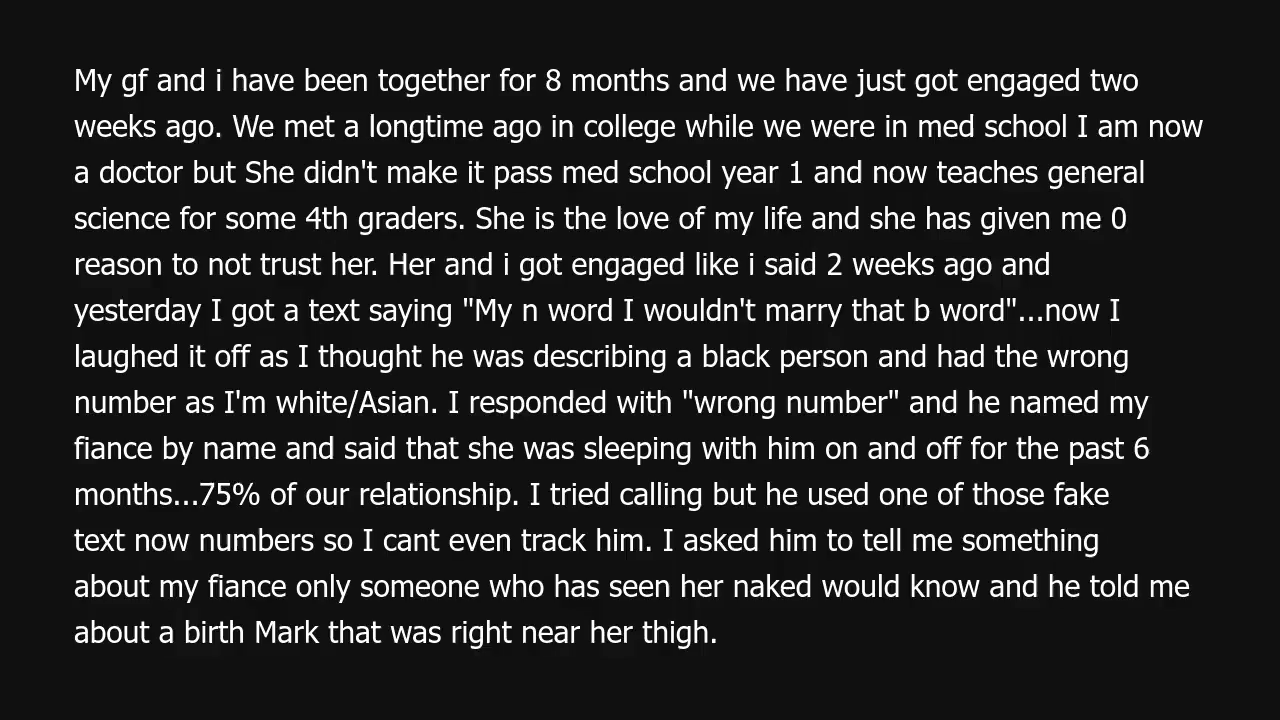 My gf and i have been together for 8 months and we have just got engaged two
weeks ago. We met a longtime ago in college while we were in med school I am now
a doctor but She didn't make it pass med school year 1 and now teaches general
science for some 4th graders. She is the love of my life and she has given me 0
reason to not trust her. Her and i got engaged like i said 2 weeks ago and
yesterday I got a text saying "My n word I wouldn't marry that b word"...now I
laughed it off as I thought he was describing a black person and had the wrong
number as I'm white/Asian. I responded with "wrong number" and he named my
fiance by name and said that she was sleeping with him on and off for the past 6
months...75% of our relationship. I tried calling but he used one of those fake
text now numbers so I cant even track him. I asked him to tell me something
about my fiance only someone who has seen her naked would know and he told me
about a birth Mark that was right near her thigh.